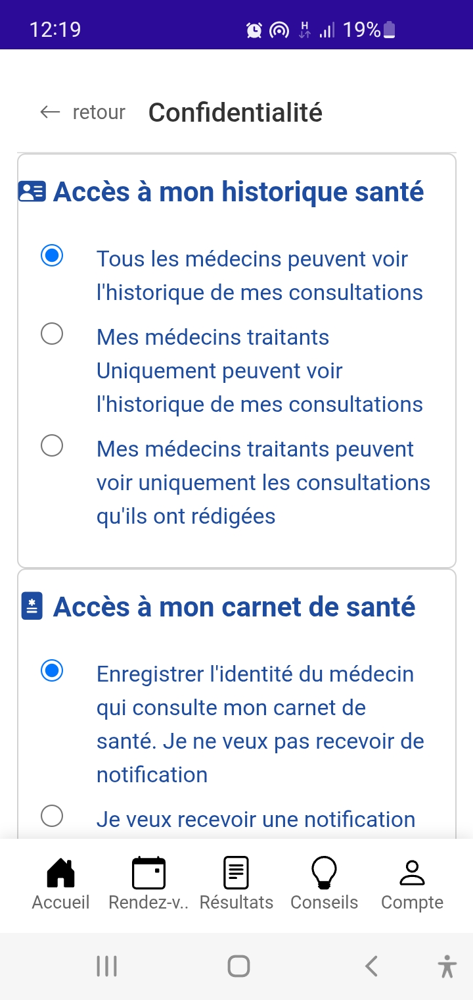 12:19
H
19%
retour
Confidentialité
Accès à mon historique santé
Tous les médecins peuvent voir
l'historique de mes consultations
Mes médecins traitants
Uniquement peuvent voir
l'historique de mes consultations
Mes médecins traitants peuvent
voir uniquement les consultations
qu'ils ont rédigées
Accès à mon carnet de santé
Enregistrer l'identité du médecin
qui consulte mon carnet de
santé. Je ne veux pas recevoir de
notification
Je veux recevoir une notification
Accueil
Rendez-v..
Résultats
Conseils
Compte